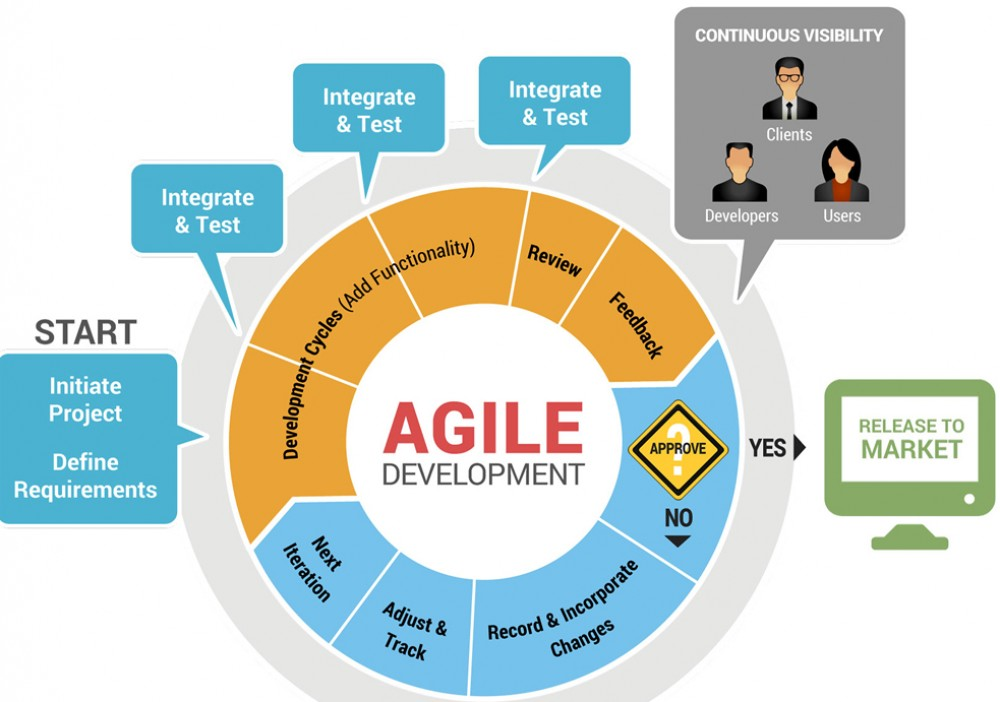 START
Initiate
Project
Define
Requirements
Integrate
& Test
Integrate
& Test
Integrate
& Test
CONTINUOUS VISIBILITY
Clients
Developers
Users
Development Cycles (Add Functionality)
Review
Feedback
?
APPROVE
YES
NO
RELEASE TO
MARKET
Record & Incorporate
Changes
Adjust &
Track
Next
Iteration
AGILE
DEVELOPMENT